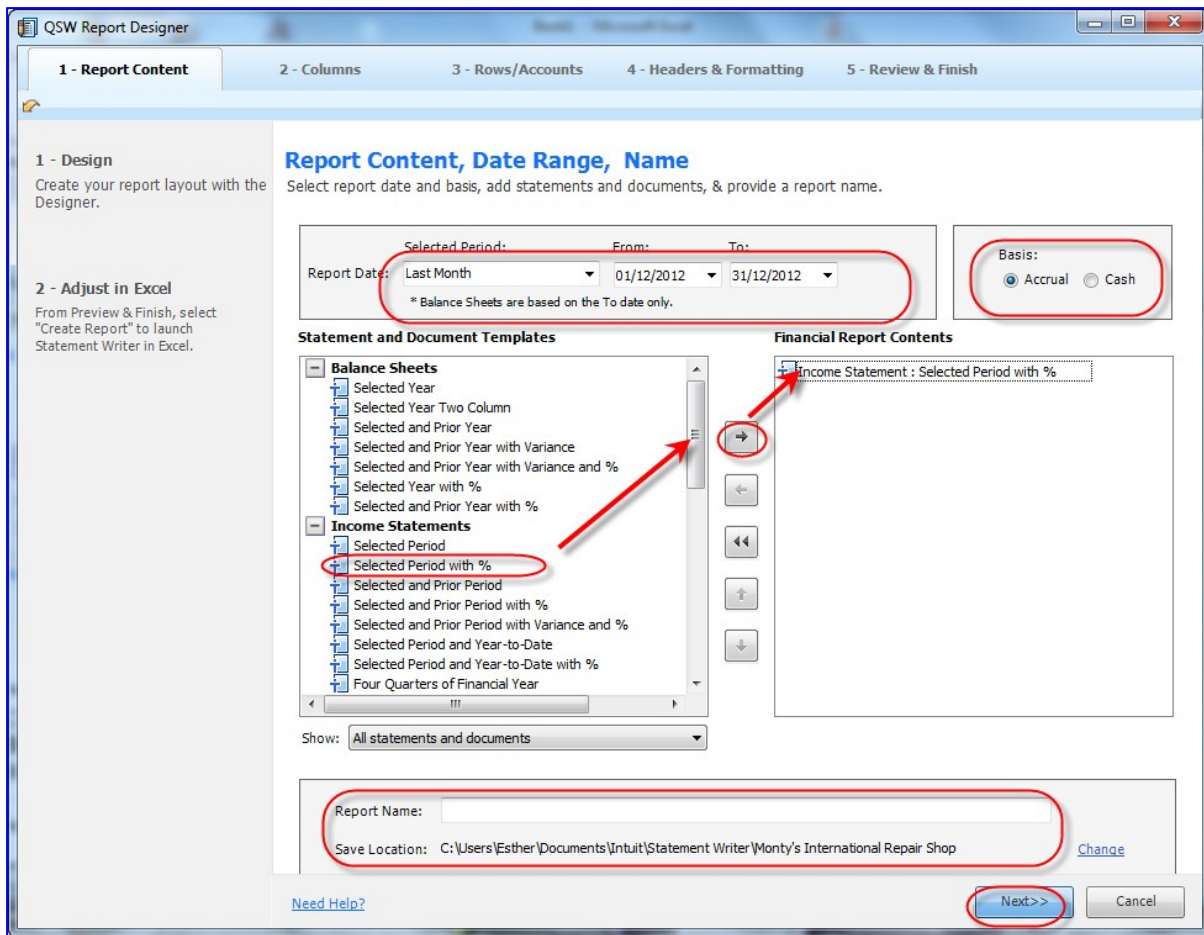 QSW Report Designer
1 - Report Content
2 - Columns
3 - Rows/Accounts
4 - Headers & Formatting
5 - Review & Finish
1 - Design
Create your report layout with the
Designer.
2 - Adjust in Excel
From Preview & Finish, select
"Create Report" to launch
Statement Writer in Excel.
Report Content, Date Range, Name
Select report date and basis, add statements and documents, & provide a report name.
Selected Period: From: To:
Report Date: Last Month 01/12/2012 31/12/2012
* Balance Sheets are based on the To date only.
Basis:
Accrual Cash
Statement and Document Templates
Balance Sheets
Selected Year
Selected Year Two Column
Selected and Prior Year
Selected and Prior Year with Variance
Selected and Prior Year with Variance and %
Selected Year with %
Selected and Prior Year with %
Income Statements
Selected Period
Selected Period with %
Selected and Prior Period
Selected and Prior Period with %
Selected and Prior Period with Variance and %
Selected Period and Year-to-Date
Selected Period and Year-to-Date with %
Four Quarters of Financial Year
Show: All statements and documents
Financial Report Contents
Income Statement : Selected Period with %
Report Name:
Save Location: C:\Users\Esther\Documents\Intuit\Statement Writer\Monty's International Repair Shop
Change
Need Help?
Next>>
Cancel